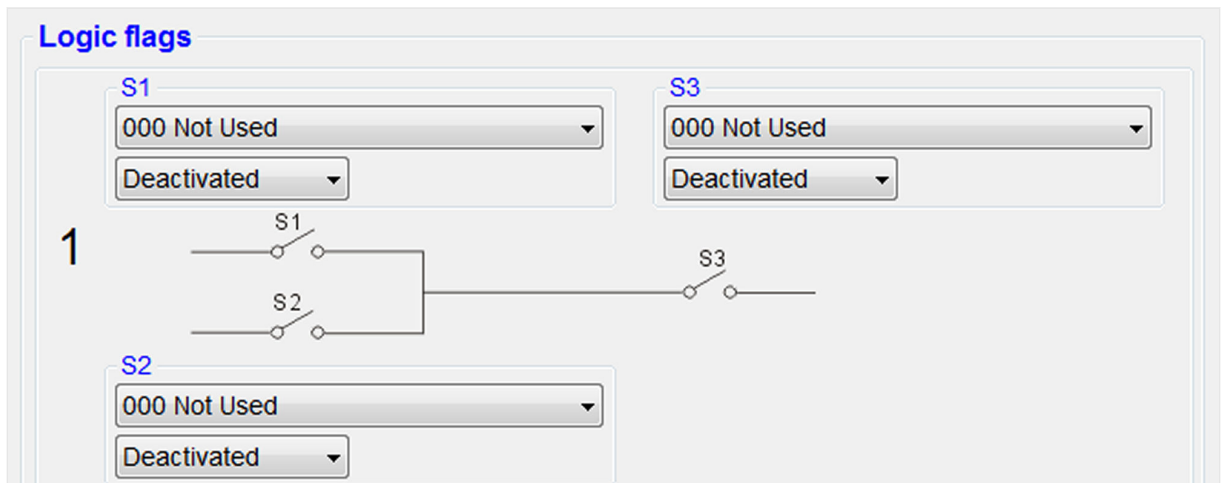 Logic flags
S1
000 Not Used
Deactivated
S3
000 Not Used
Deactivated
1
S1
S2
S3
S2
000 Not Used
Deactivated